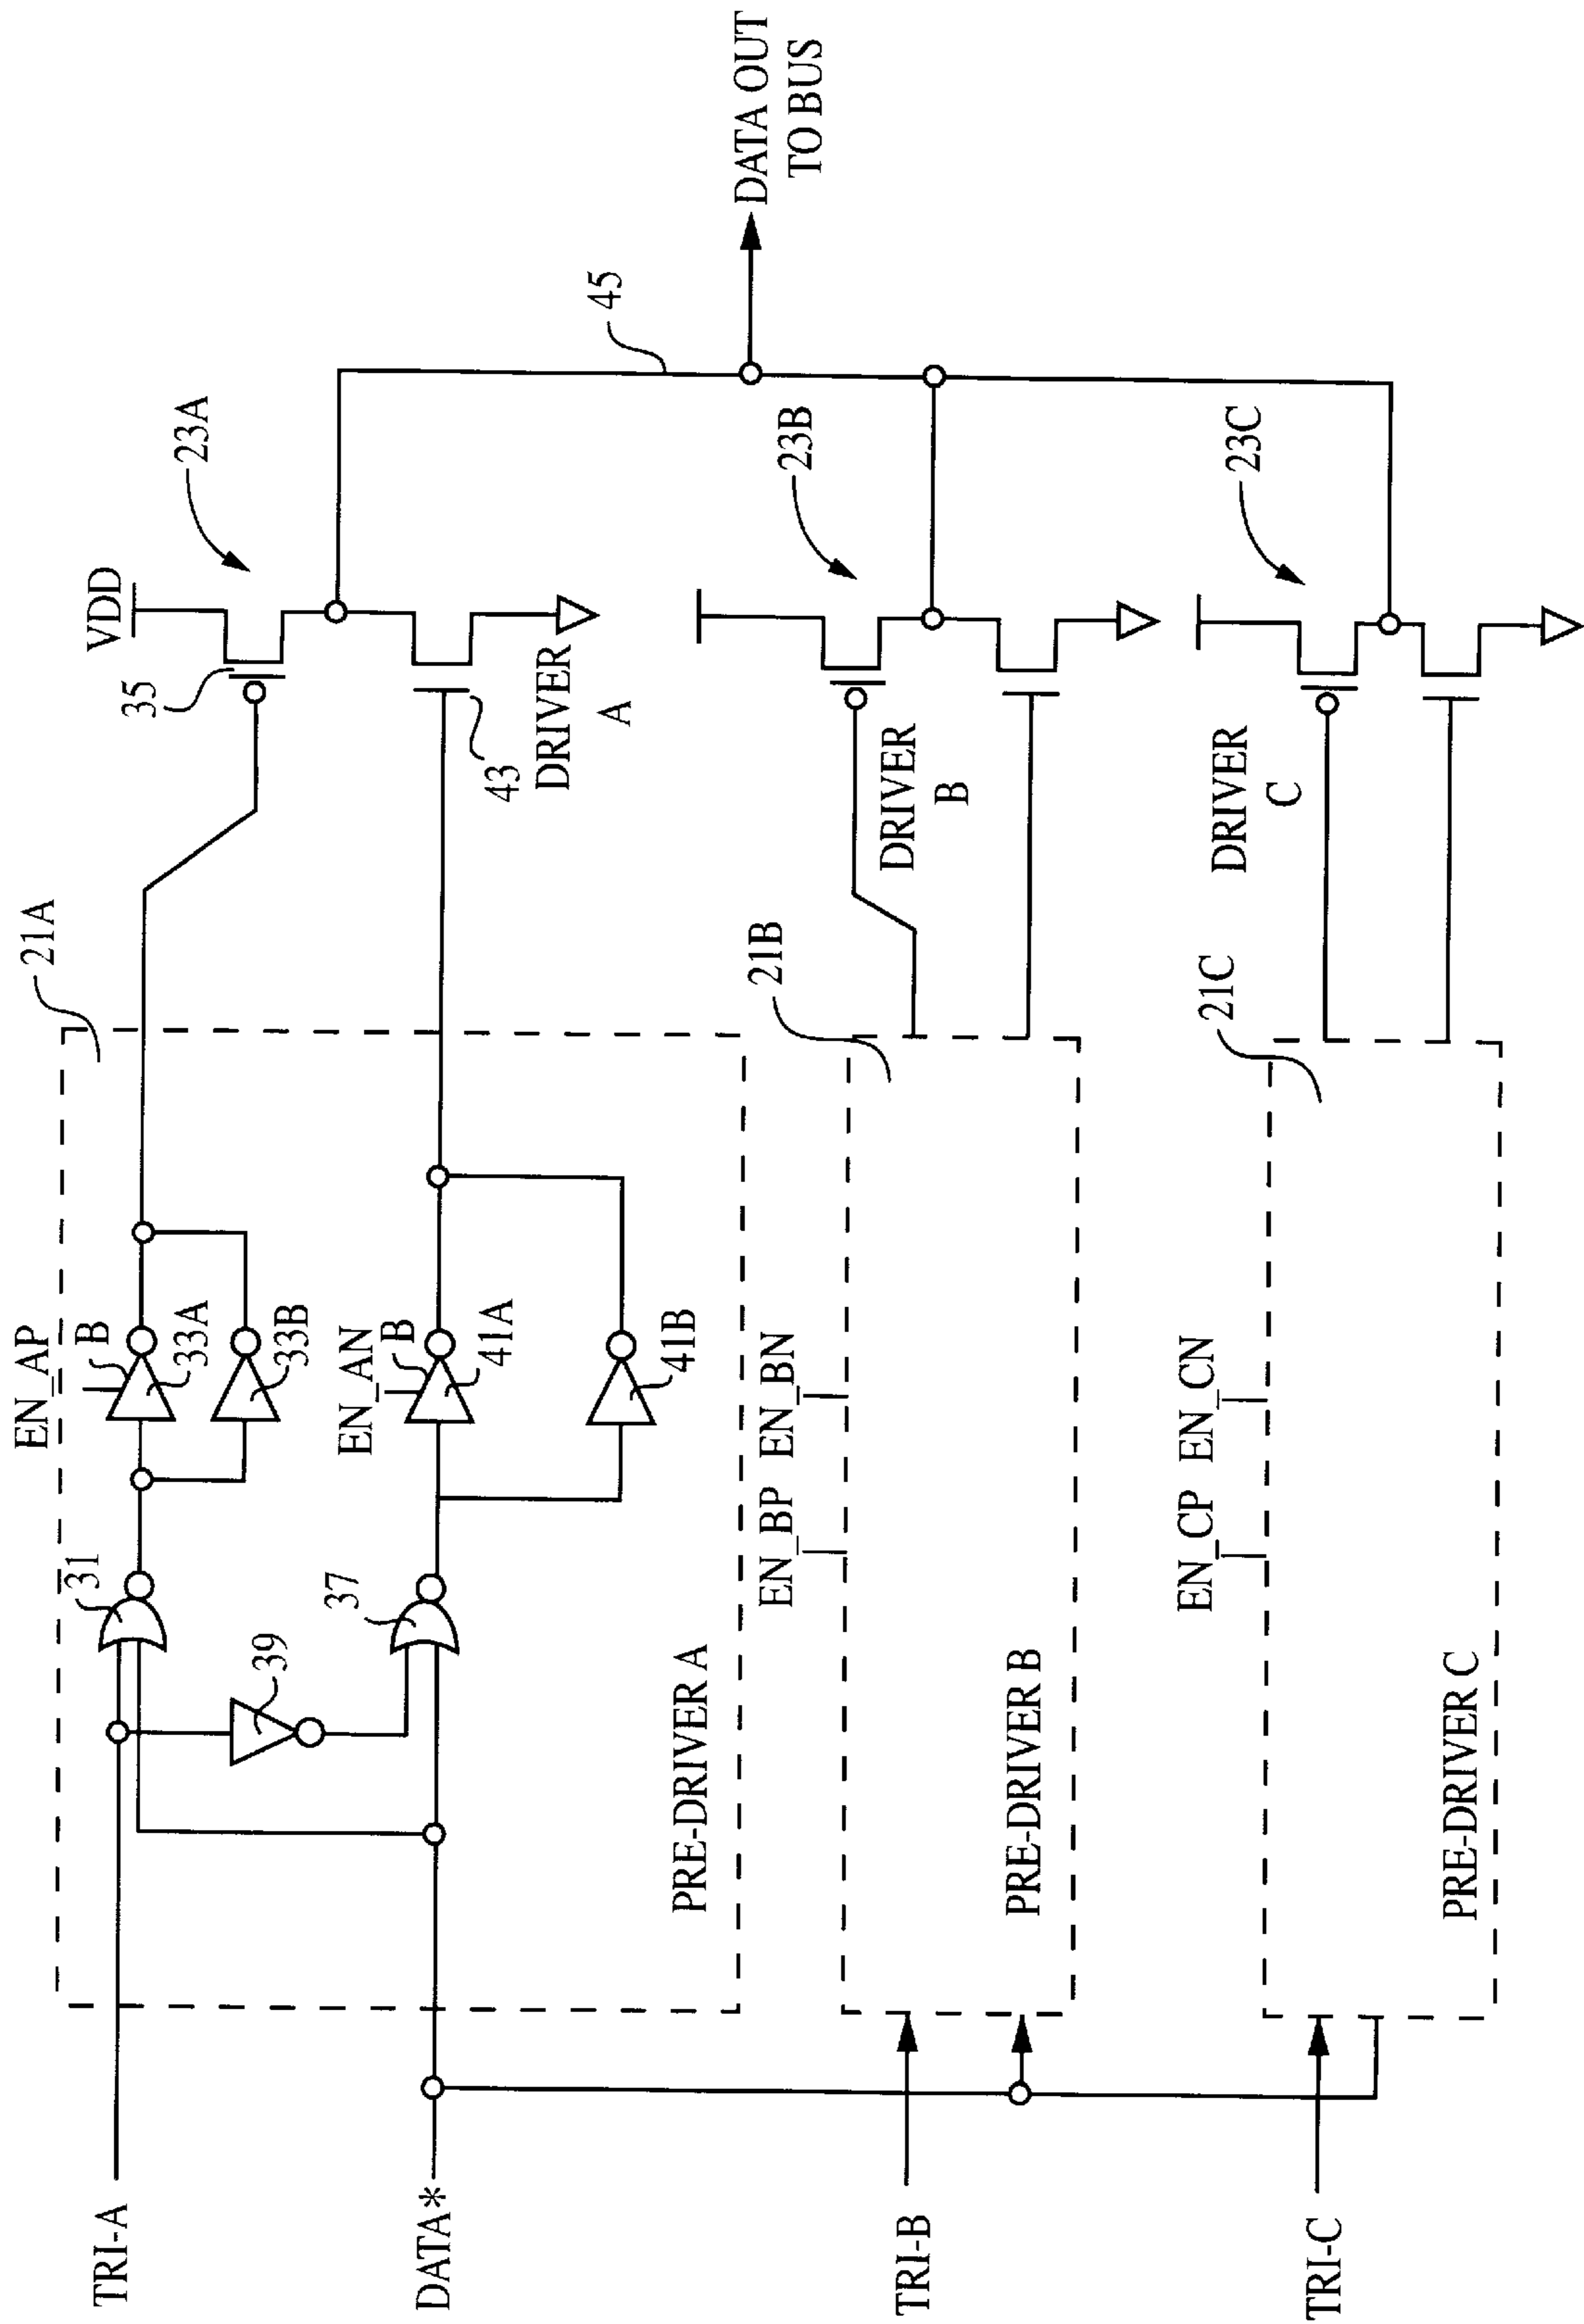 TRI-A
DATA*
TRI-B
TRI-C
21A
EN_AP
B
33A
33B
31
39
37
EN_AN
B
41A
41B
PRE-DRIVER A
VDD
35
23A
43
DRIVER
A
45
DATA OUT
TO BUS
21B
EN_BP EN_BN
PRE-DRIVER B
DRIVER
B
23B
21C
EN_CP EN_CN
PRE-DRIVER C
DRIVER
C
23C